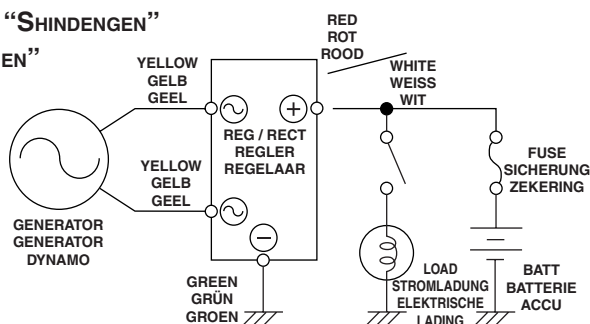 “SHINDENGEN”
EN”
RED
ROT
ROOD
YELLOW
GELB
GEEL
WHITE
WEISS
WIT
REG / RECT
REGLER
REGELAAR
YELLOW
GELB
GEEL
FUSE
SICHERUNG
ZEKERING
GENERATOR
GENERATOR
DYNAMO
GREEN
GRÜN
GROEN
LOAD
STROMLADUNG
ELEKTRISCHE
LADING
BATT
BATTERIE
ACCU